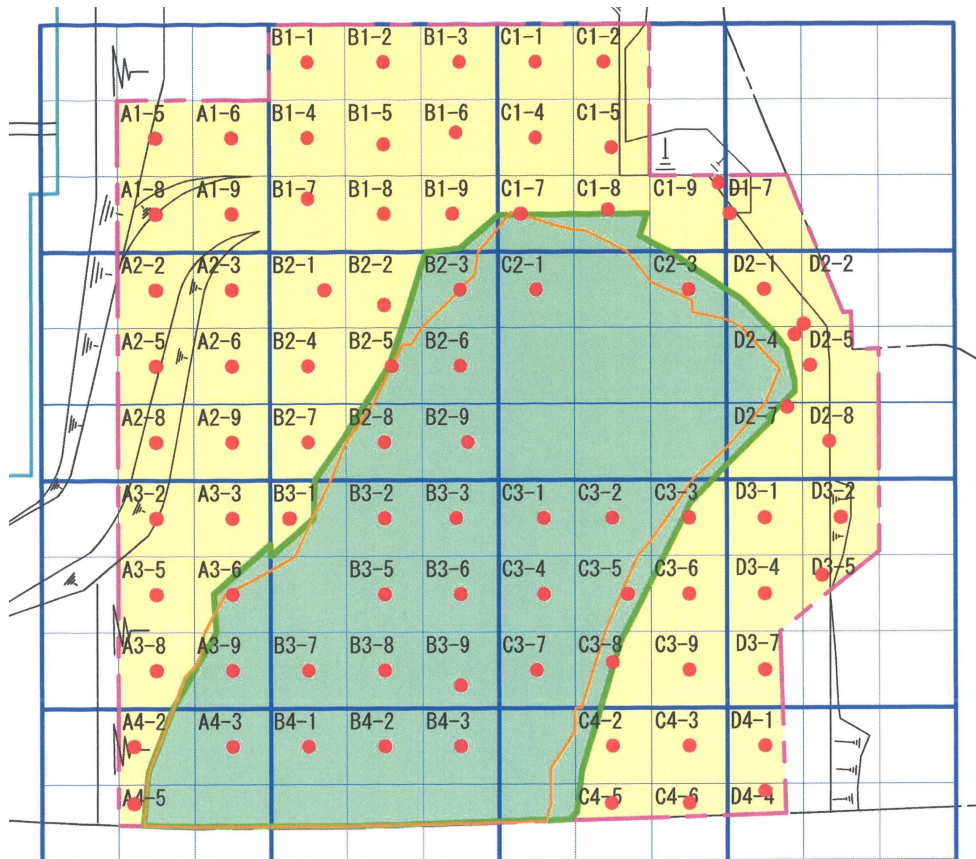 B1-1 B1-2 B1-3 C1-1 C1-2
A1-5 A1-6 B1-4 B1-5 B1-6 C1-4 C1-5
A1-8 A1-9 B1-7 B1-8 B1-9 C1-7 C1-8 C1-9 D1-7
A2-2 A2-3 B2-1 B2-2 B2-3 C2-1 C2-3 D2-1 D2-2
A2-5 A2-6 B2-4 B2-5 B2-6 D2-4 D2-5
A2-8 A2-9 B2-7 B2-8 B2-9 D2-7 D2-8
A3-2 A3-3 B3-1 B3-2 B3-3 C3-1 C3-2 C3-3 D3-1 D3-2
A3-5 A3-6 B3-5 B3-6 C3-4 C3-5 C3-6 D3-4 D3-5
A3-8 A3-9 B3-7 B3-8 B3-9 C3-7 C3-8 C3-9 D3-7
A4-2 A4-3 B4-1 B4-2 B4-3 C4-2 C4-3 D4-1
A4-5 C4-5 C4-6 D4-4